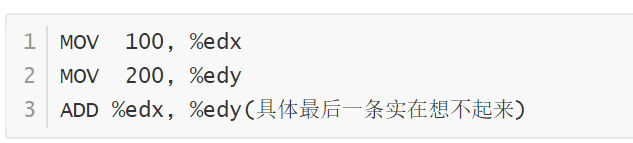 1 MOV  100, %edx
2 MOV  200, %edy
3 ADD %edx, %edy(具体最后一条实在想不起来)